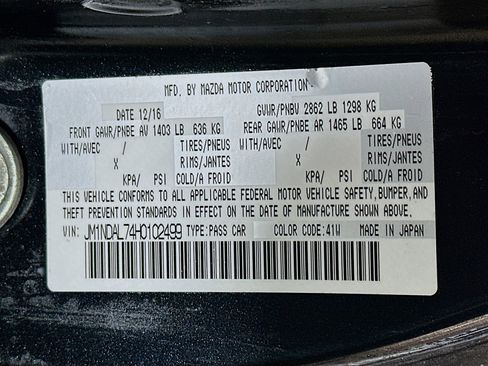 MFD. BY MAZDA MOTOR CORPORATION
DATE 12/16 GVWR/PNBV 2862 LB 1298 KG
FRONT GAWR/PNBE AV 1403 LB 636 KG REAR GAWR/PNBE AR 1465 LB 664 KG
WITH/AVEC / TIRES/PNEUS WITH/AVEC / TIRES/PNEUS
X RIMS/JANTES X RIMS/JANTES
KPA/ PSI COLD/A FROID KPA/ PSI COLD/A FROID
THIS VEHICLE CONFORMS TO ALL APPLICABLE FEDERAL MOTOR VEHICLE SAFETY, BUMPER, AND
THEFT PREVENTION STANDARDS IN EFFECT ON THE DATE OF MANUFACTURE SHOWN ABOVE.
VIN: JM1NDAL74H0102499 TYPE:PASS CAR COLOR CODE:41W MADE IN JAPAN